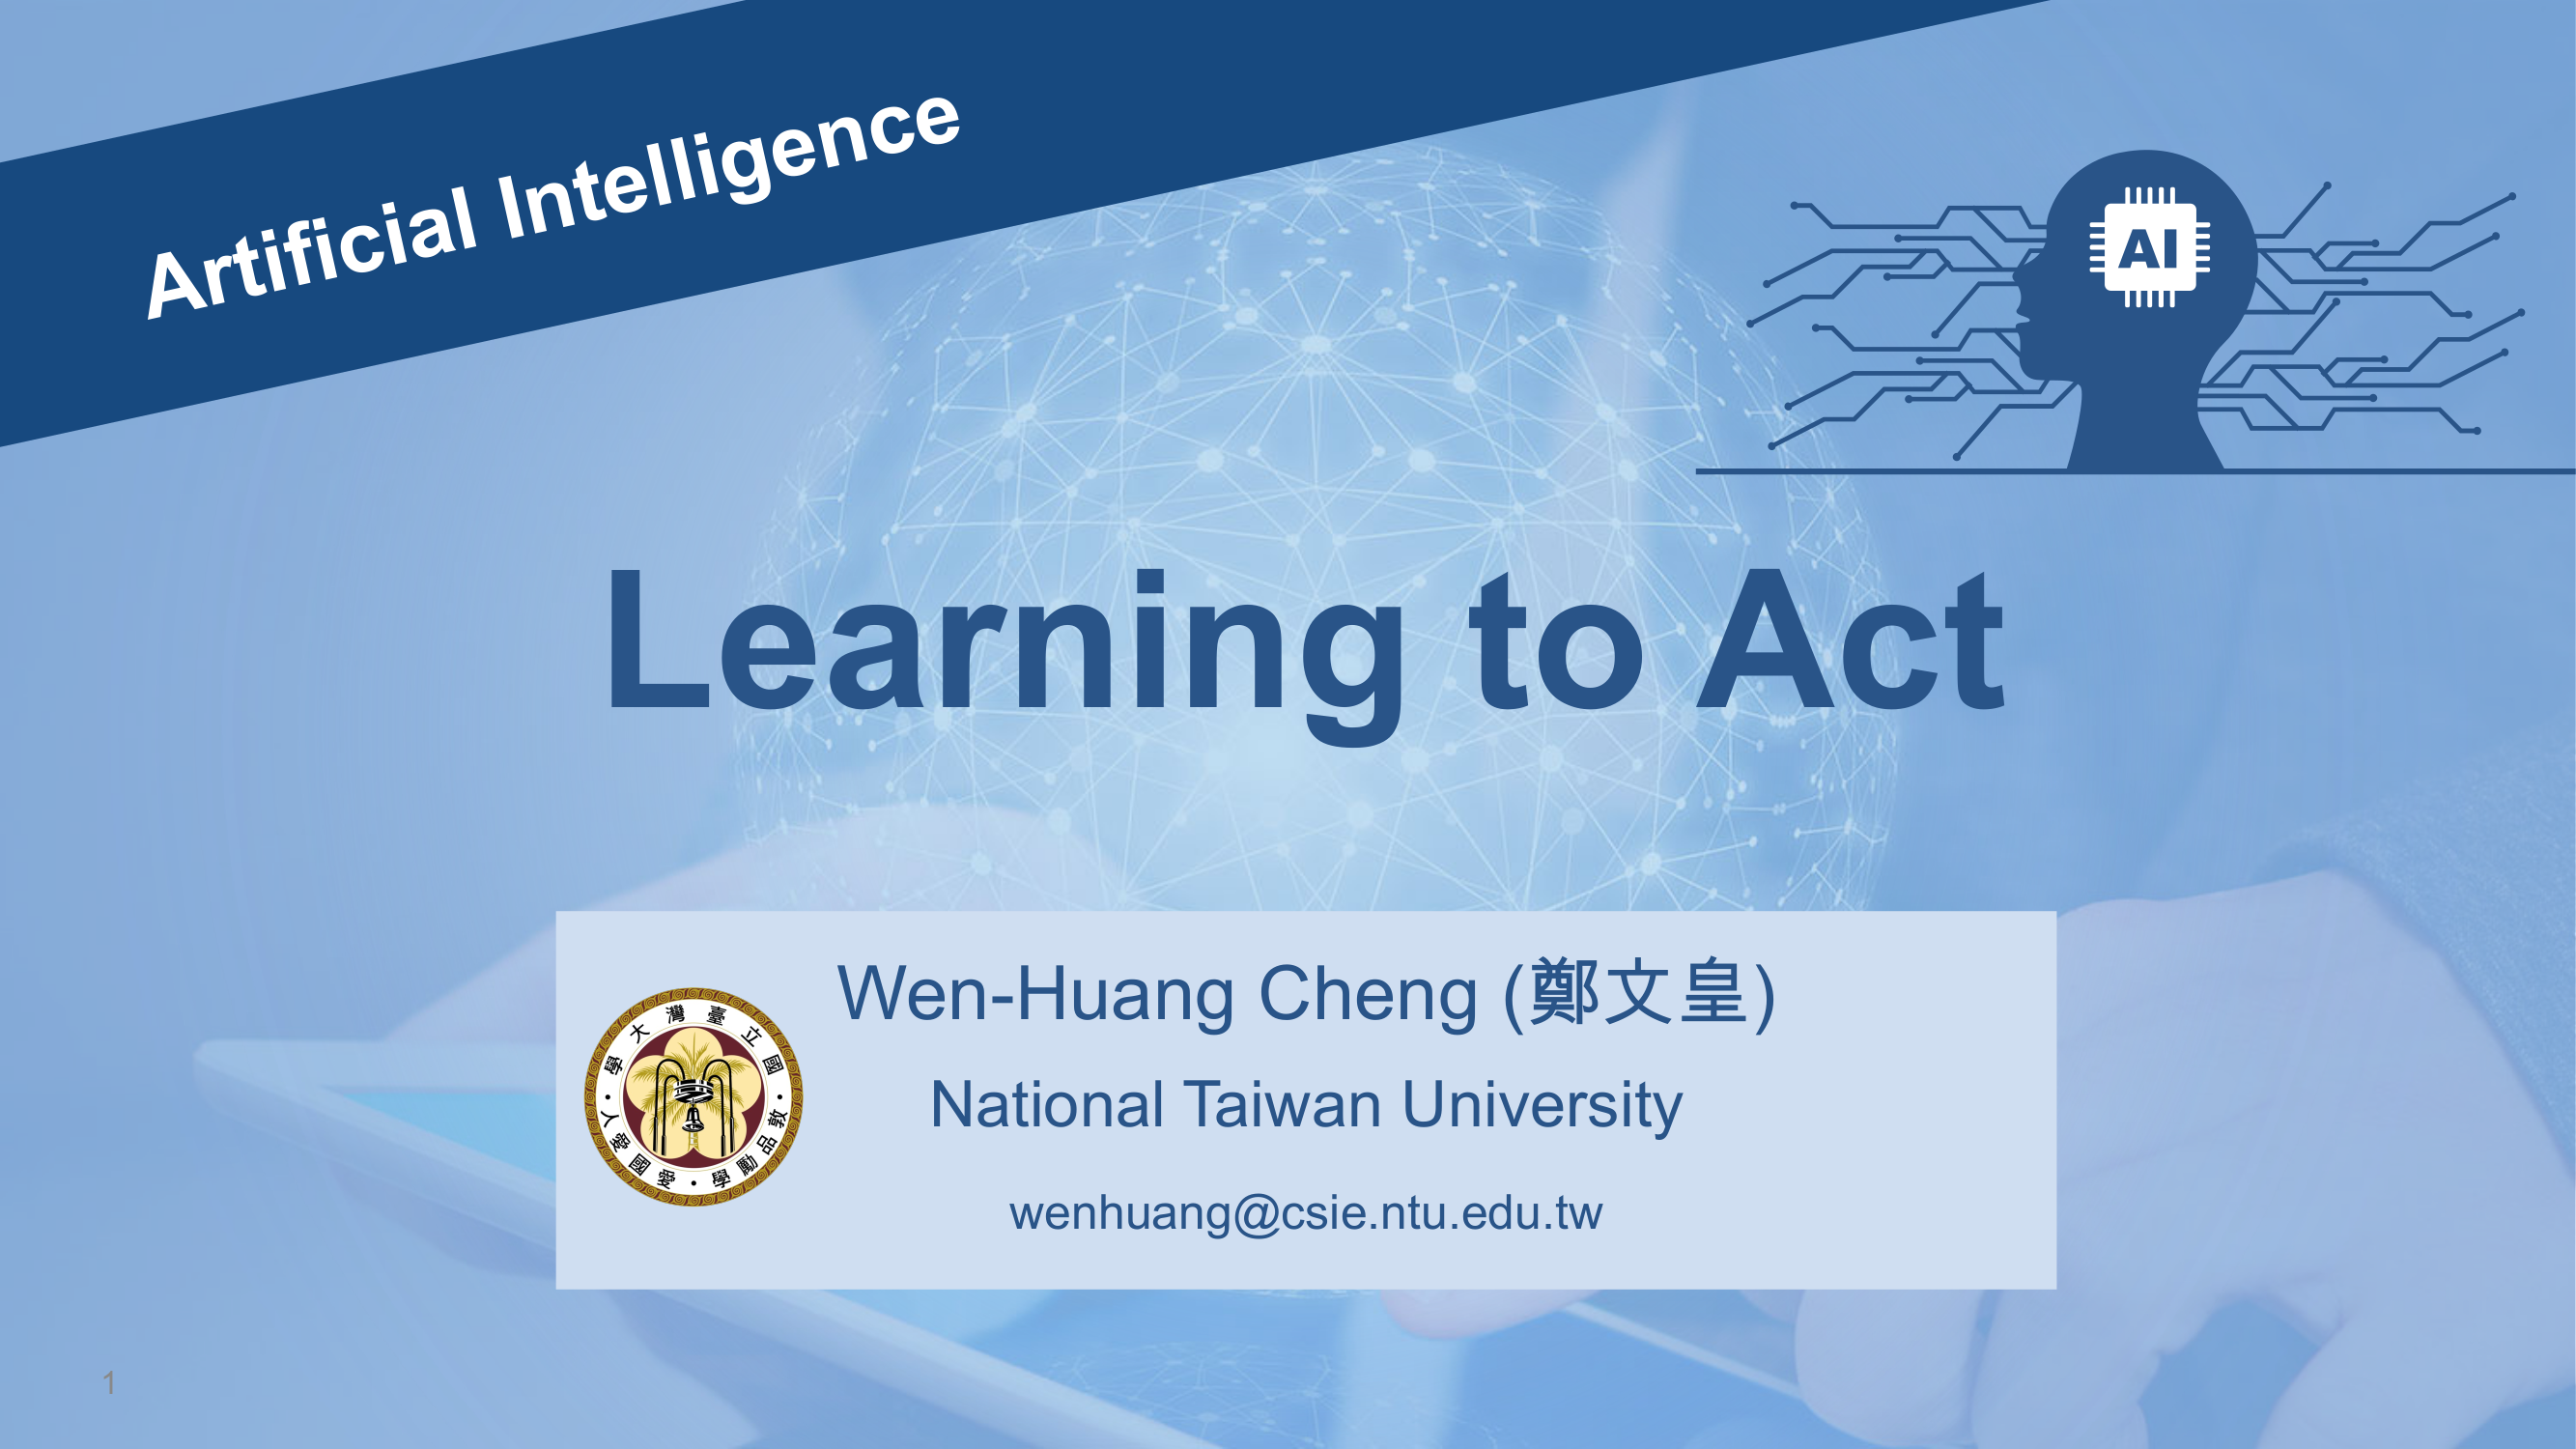 Artificial Intelligence
AI
Learning to Act
Wen-Huang Cheng (鄭文皇)
National Taiwan University
wenhuang@csie.ntu.edu.tw
國立臺灣大學
敦品勵學・愛國愛人
1